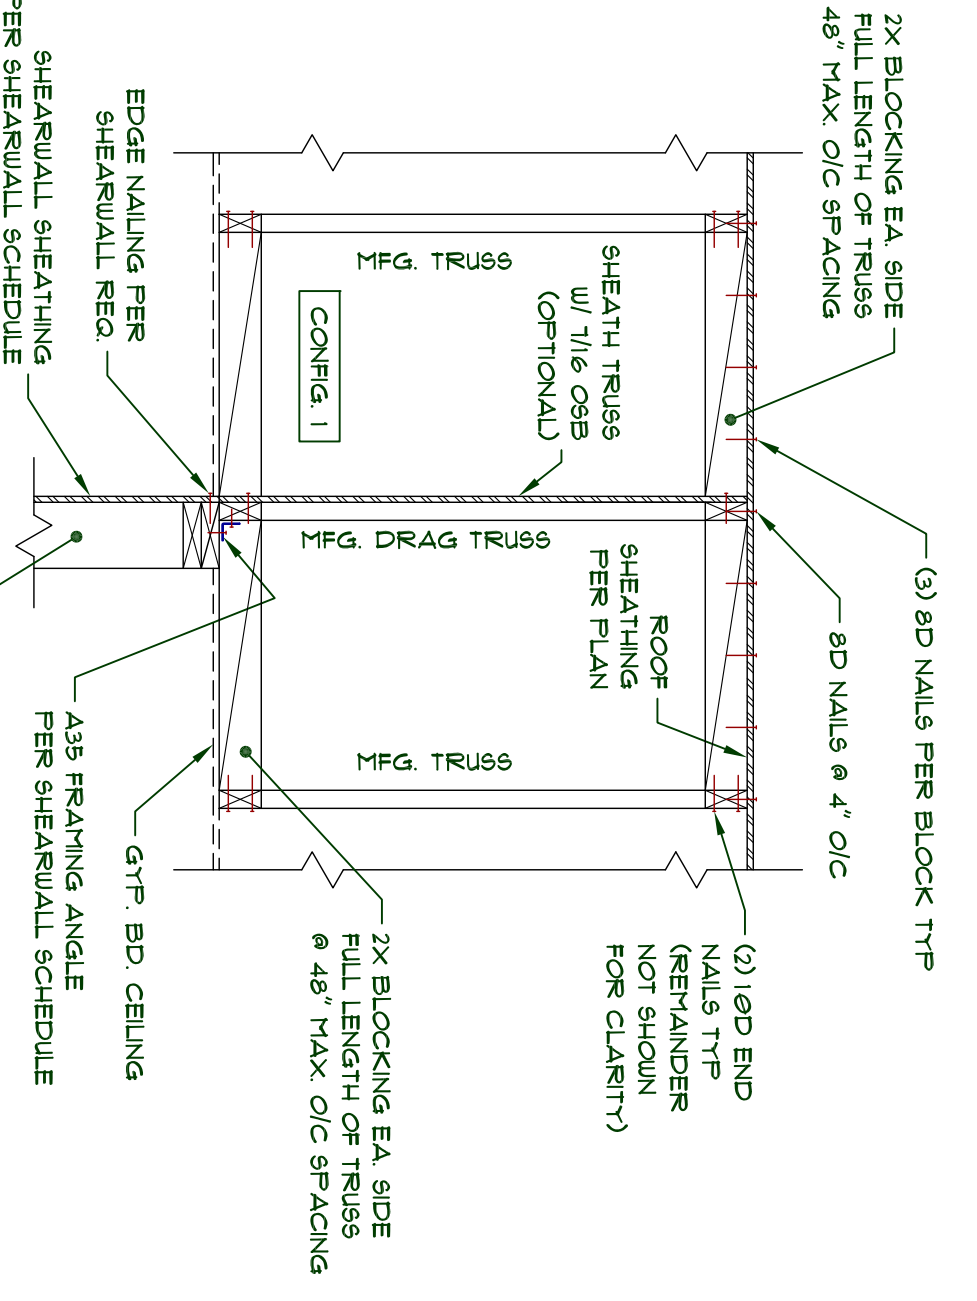 2X BLOCKING EA. SIDE
FULL LENGTH OF TRUSS
48" MAX. O/C SPACING
(3) 8D NAILS PER BLOCK TYP
8D NAILS @ 4" O/C
(2) 10D END
NAILS TYP
(REMAINDER
NOT SHOWN
FOR CLARITY)
ROOF
SHEATHING
PER PLAN
SHEATH TRUSS
W/ 7/16 OSB
(OPTIONAL)
MFG. TRUSS
MFG. DRAG TRUSS
MFG. TRUSS
CONFIG. 1
2X BLOCKING EA. SIDE
FULL LENGTH OF TRUSS
@ 48" MAX. O/C SPACING
EDGE NAILING PER
SHEARWALL REQ.
GYP. BD. CEILING
SHEARWALL SHEATHING
PER SHEARWALL SCHEDULE
A35 FRAMING ANGLE
PER SHEARWALL SCHEDULE